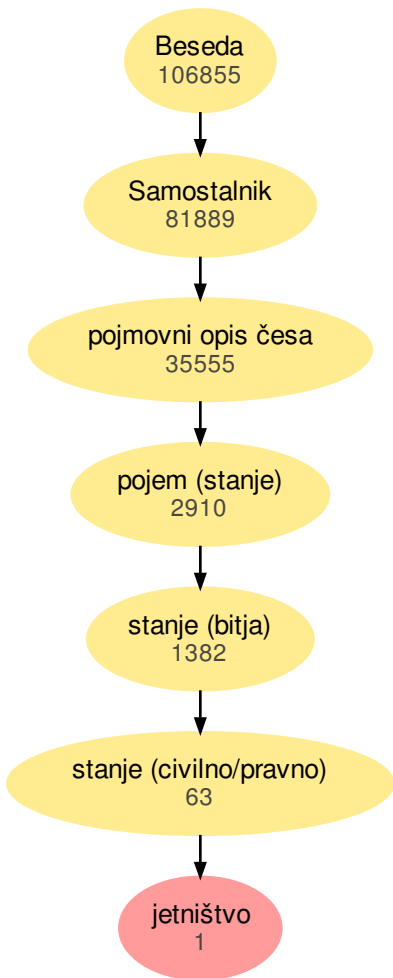 Beseda
106855
Samostalnik
81889
pojmovni opis česa
35555
pojem (stanje)
2910
stanje (bitja)
1382
stanje (civilno/pravno)
63
jetništvo
1